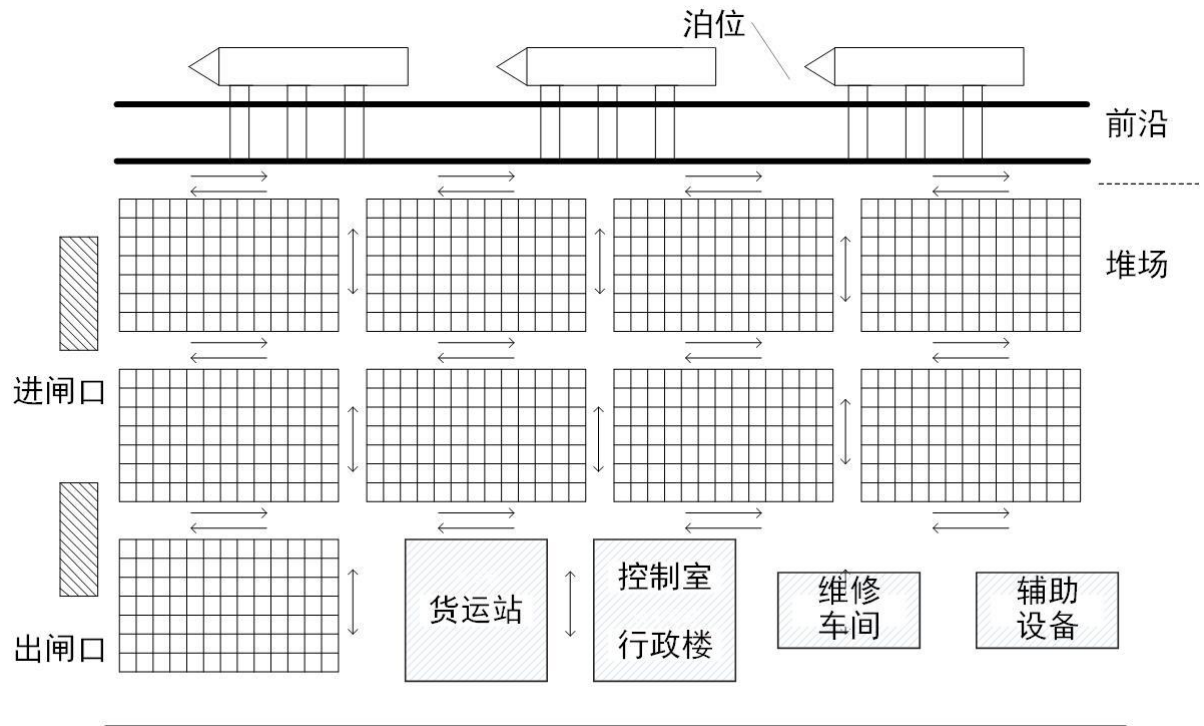 泊位
前沿
堆场
进闸口
出闸口
货运站
控制室
行政楼
维修
车间
辅助
设备